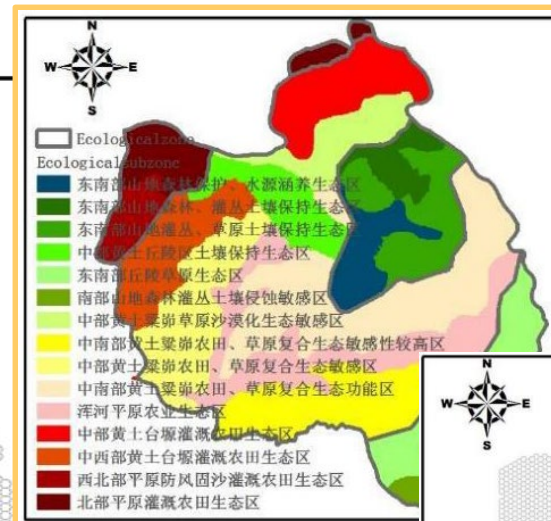 N
W E
S
Ecologicalzone
Ecologicalsubzone
东南部山地森林保护、水源涵养生态区
东南部山地森林、灌丛土壤保持生态区
东南部山地灌丛、草原土壤保持生态区
中部黄土丘陵区土壤保持生态区
东南部丘陵草原生态区
南部山地森林灌丛土壤侵蚀敏感区
中部黄土梁峁草原沙漠化生态敏感区
中南部黄土梁峁农田、草原复合生态敏感性较高区
中部黄土梁峁农田、草原复合生态敏感区
中南部黄土梁峁农田、草原复合生态功能区
浑河平原农业生态区
中部黄土台塬灌溉农田生态区
中西部黄土台塬灌溉农田生态区
西北部平原防风固沙灌溉农田生态区
北部平原灌溉农田生态区
N
W E
S